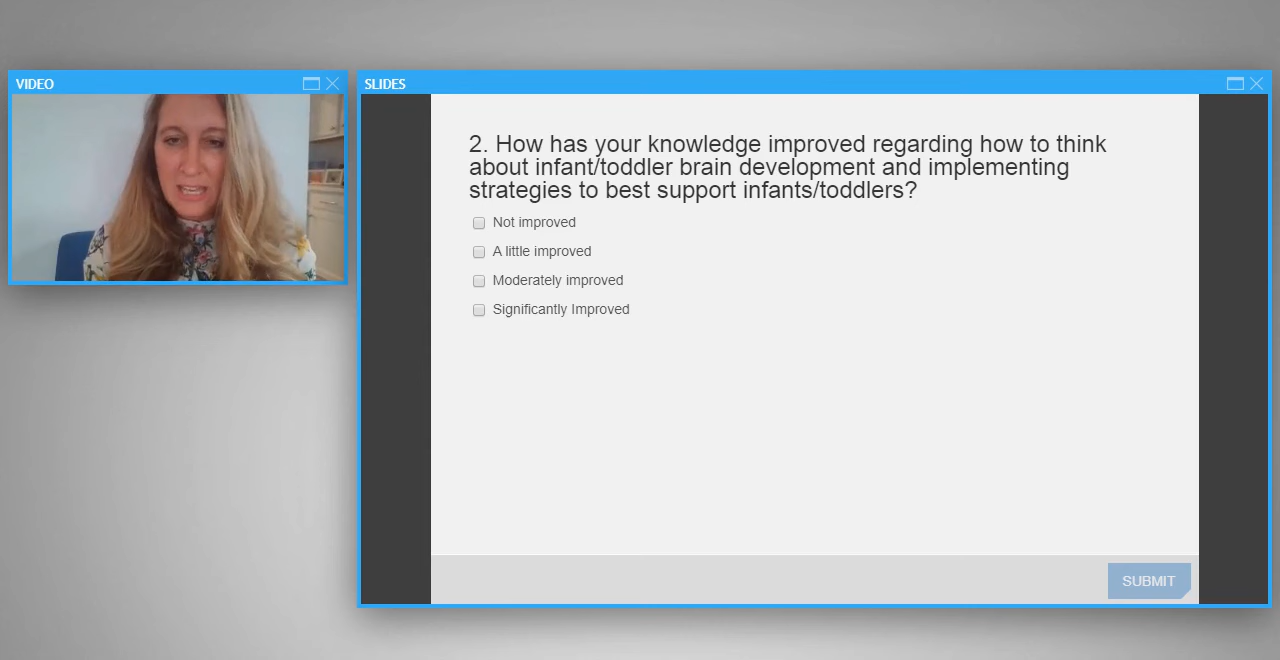 VIDEO
SLIDES
2. How has your knowledge improved regarding how to think
about infant/toddler brain development and implementing
strategies to best support infants/toddlers?
Not improved
A little improved
Moderately improved
Significantly Improved
SUBMIT